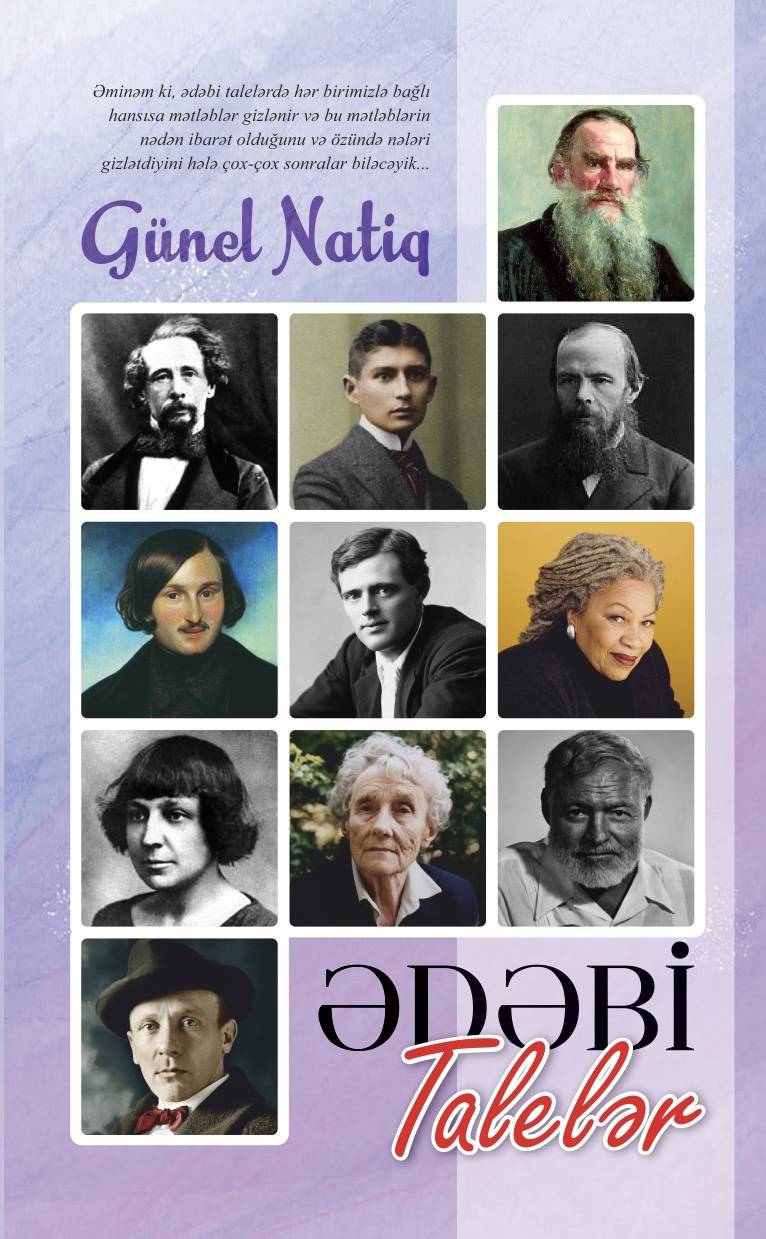 Əminəm ki, ədəbi talelərdə hər birimizlə bağlı
hansısa mətləblər gizlənir və bu mətləblərin
nədən ibarət olduğunu və özündə nələri
gizlətdiyini hələ çox-çox sonralar biləcəyik...
Günel Natiq
ƏDƏBİ
Talelər